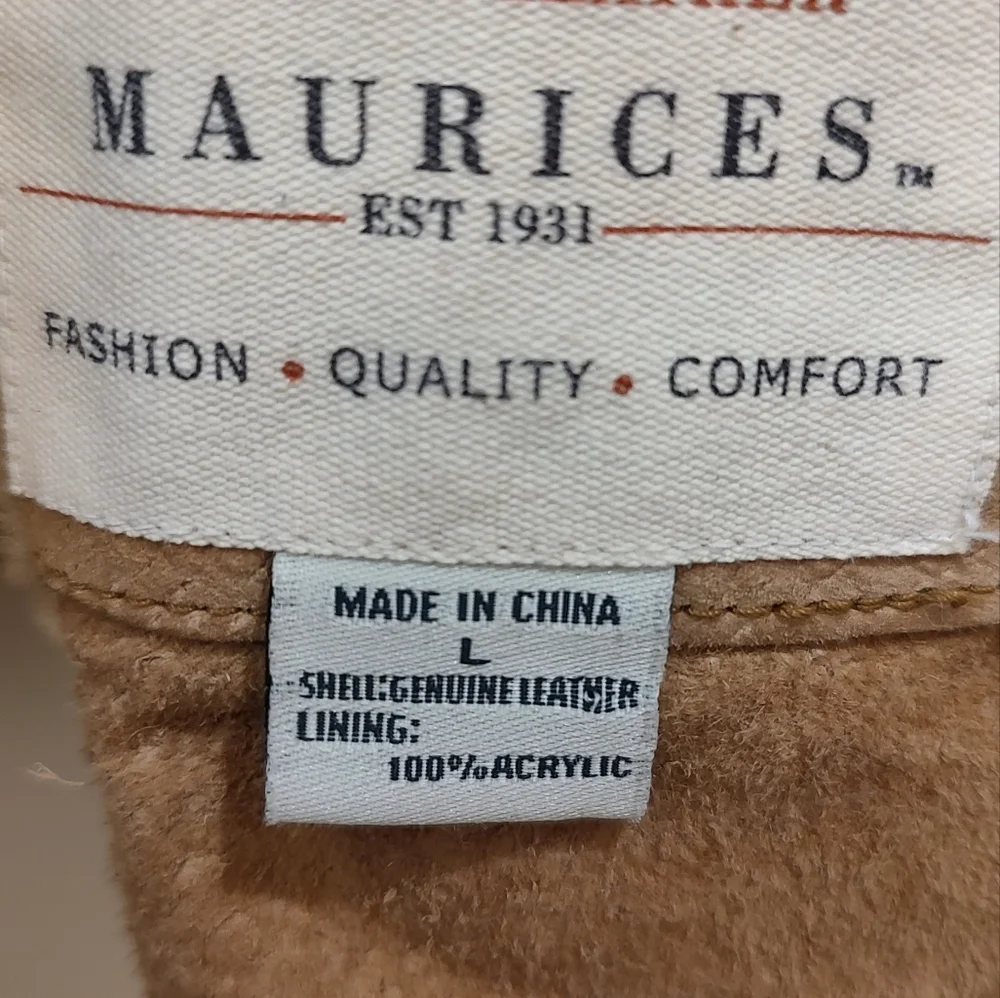 MAURICES™
EST 1931
FASHION • QUALITY • COMFORT
MADE IN CHINA
L
SHELL:GENUINE LEATHER
LINING:
100% ACRYLIC